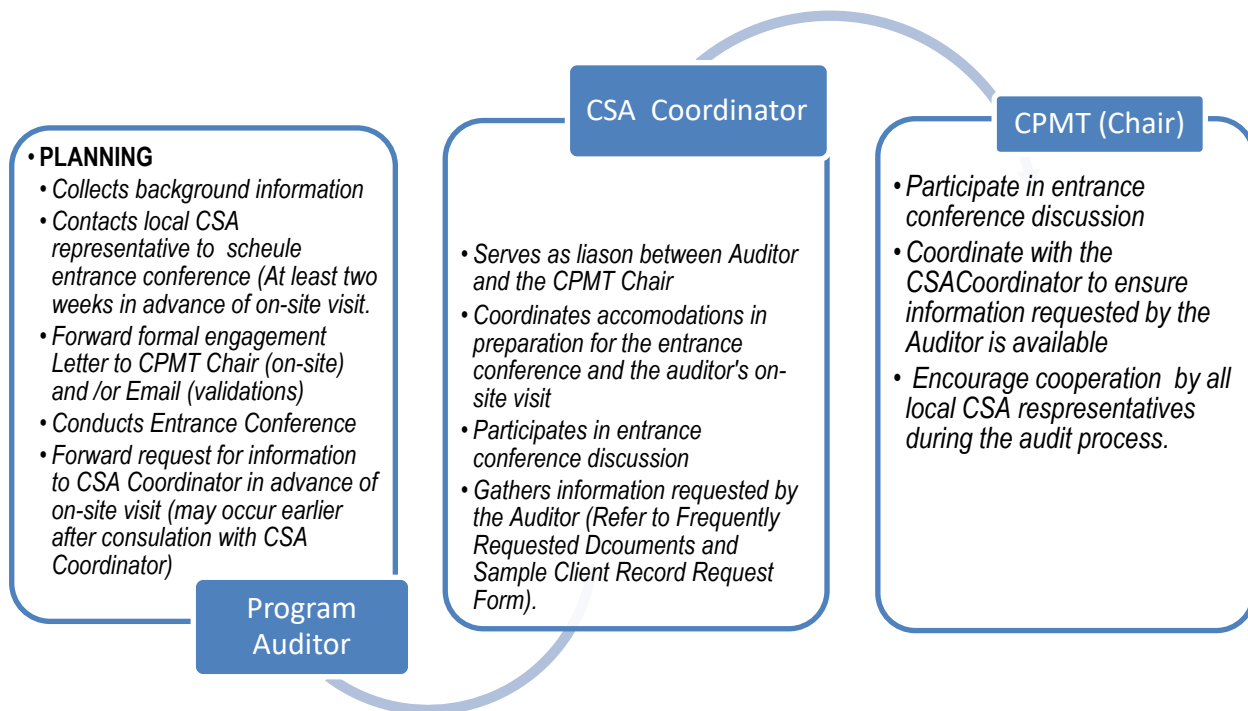 • PLANNING
• Collects background information
• Contacts local CSA
representative to  scheule
entrance conference (At least two
weeks in advance of on-site visit.
• Forward formal engagement
Letter to CPMT Chair (on-site)
and /or Email (validations)
• Conducts Entrance Conference
• Forward request for information
to CSA Coordinator in advance of
on-site visit (may occur earlier
after consulation with CSA
Coordinator)
Program
Auditor
CSA  Coordinator
• Serves as liason between Auditor
and the CPMT Chair
• Coordinates accomodations in
preparation for the entrance
conference and the auditor's on-
site visit
• Participates in entrance
conference discussion
• Gathers information requested by
the Auditor (Refer to Frequently
Requested Dcouments and
Sample Client Record Request
Form).
CPMT (Chair)
• Participate in entrance
conference discussion
• Coordinate with the
CSACoordinator to ensure
information requested by the
Auditor is available
•  Encourage cooperation  by all
local CSA respresentatives
during the audit process.